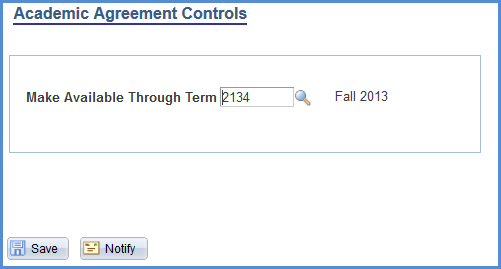 Academic Agreement Controls
Make Available Through Term 2134 Fall 2013
Save Notify